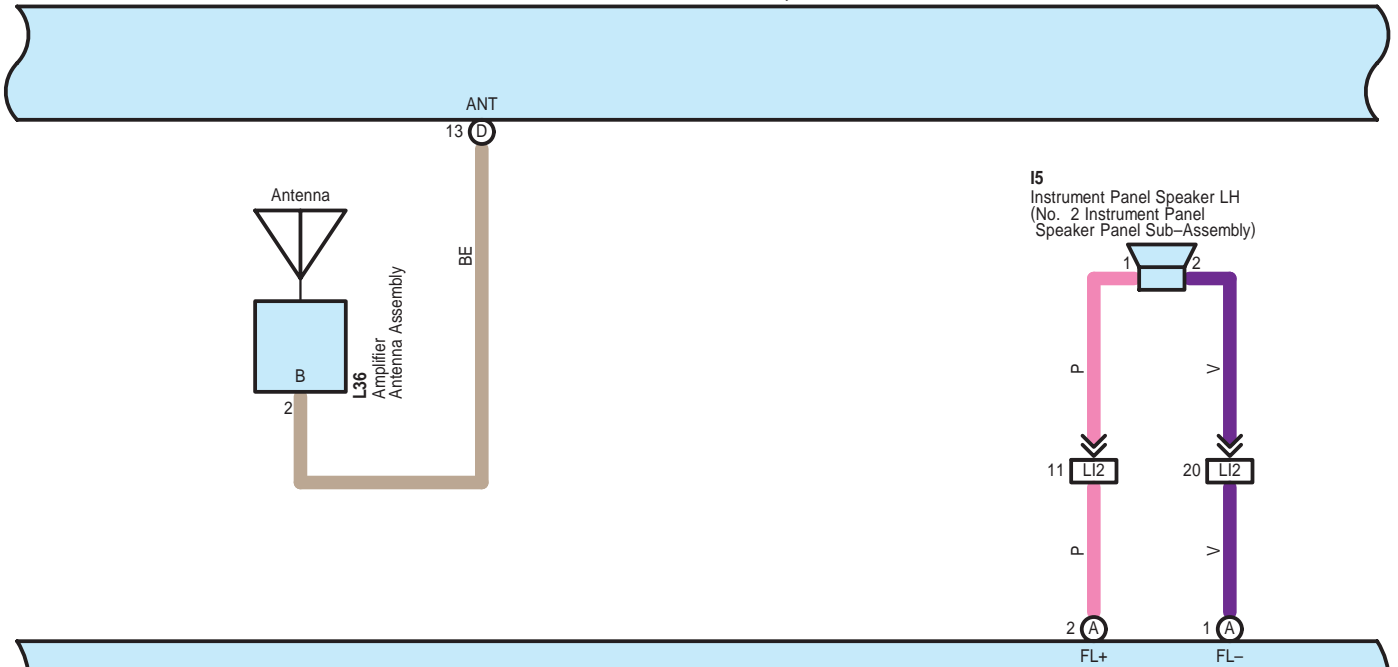 ANT
13 D
Antenna
BE
B
2
L36
Amplifier
Antenna Assembly
I5
Instrument Panel Speaker LH
(No. 2 Instrument Panel
Speaker Panel Sub–Assembly)
1 2
P V
11 LI2 20 LI2
P V
2 A 1 A
FL+ FL–